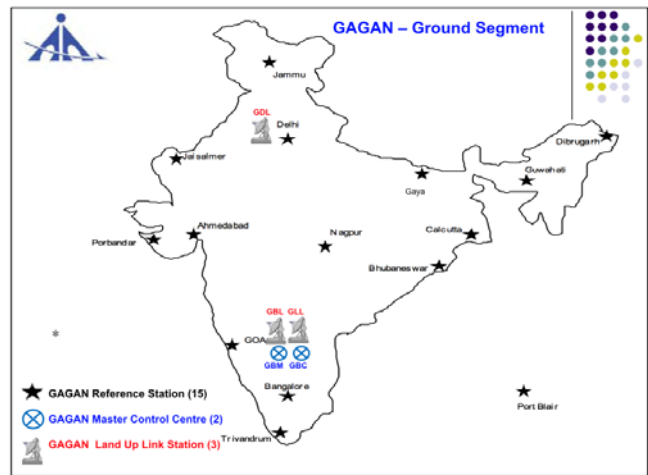 GAGAN – Ground Segment
Jammu
GDL
Delhi
Dibrugarh
Jaisalmer
Guwahati
Gaya
Ahmedabad
Nagpur
Calcutta
Porbandar
Bhubaneswar
GBL GLL
*
GOA
GBM GBC
GAGAN Reference Station (15)
Bangalore
Port Blair
GAGAN Master Control Centre (2)
Trivandrum
GAGAN Land Up Link Station (3)